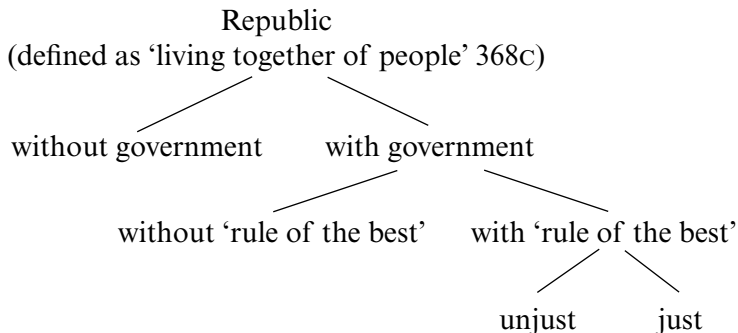 Republic
(defined as ‘living together of people’ 368C)
without government with government
without ‘rule of the best’ with ‘rule of the best’
unjust just